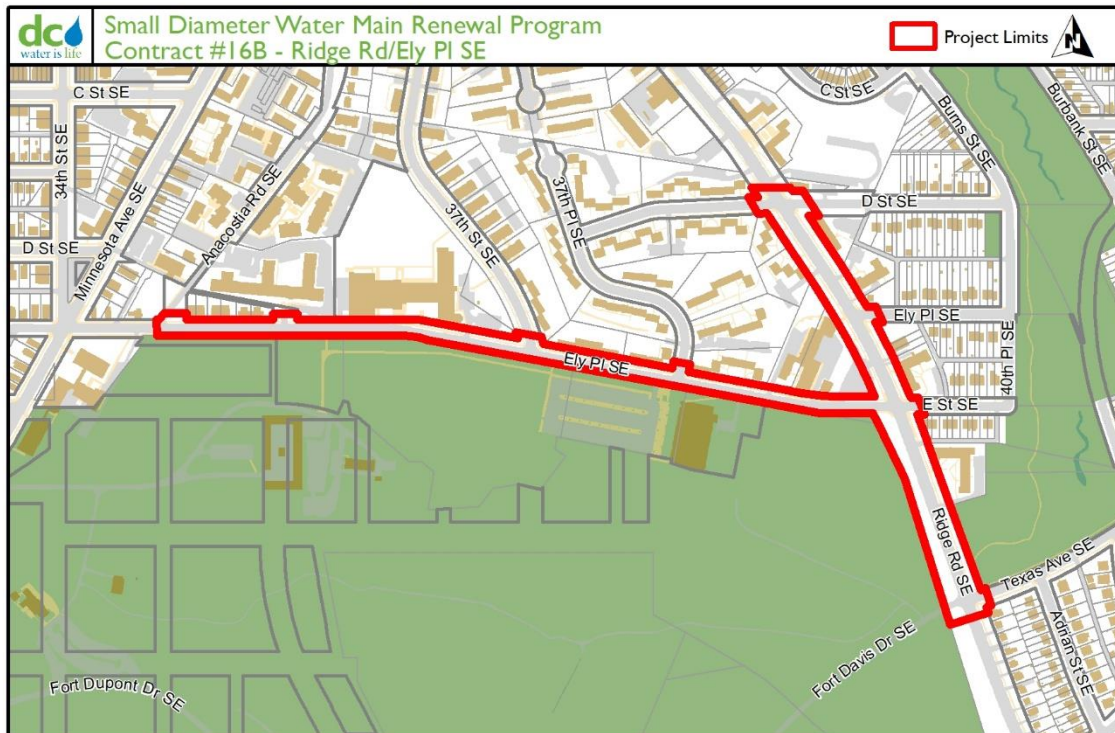 dc
water is life
Small Diameter Water Main Renewal Program
Contract #16B - Ridge Rd/Ely Pl SE
Project Limits
N
C St SE
34th St SE
D St SE
Minnesota Ave SE
Anacostia Rd SE
37th St SE
37th Pl SE
C St SE
Burns St SE
Burbank St SE
D St SE
Ely Pl SE
40th Pl SE
E St SE
Ely Pl SE
Ridge Rd SE
Texas Ave SE
Adrian St SE
Fort Davis Dr SE
Fort Dupont Dr SE